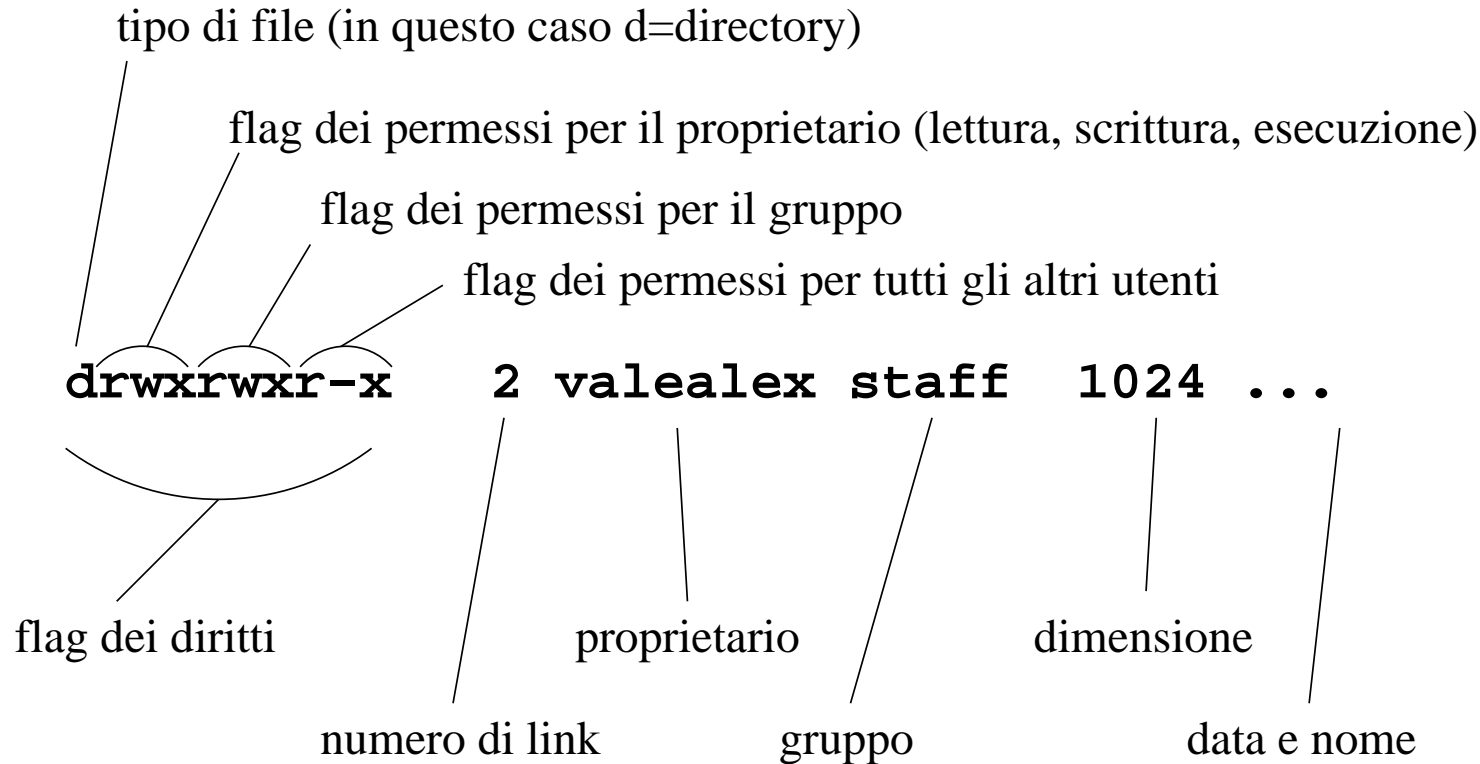 tipo di file (in questo caso d=directory)
flag dei permessi per il proprietario (lettura, scrittura, esecuzione)
flag dei permessi per il gruppo
flag dei permessi per tutti gli altri utenti
drwxrwxr-x 2 valealex staff 1024 ...
flag dei diritti proprietario dimensione
numero di link gruppo data e nome